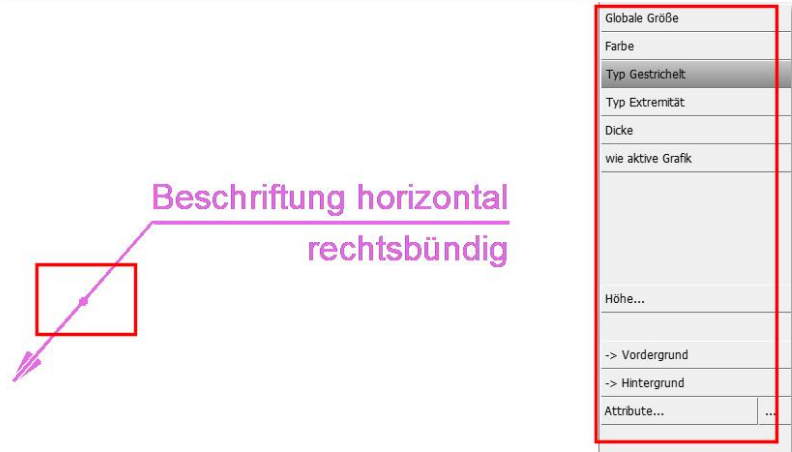 Beschriftung horizontal
rechtsbündig
Globale Größe
Farbe
Typ Gestrichelt
Typ Extremität
Dicke
wie aktive Grafik
Höhe...
-> Vordergrund
-> Hintergrund
Attribute... ...